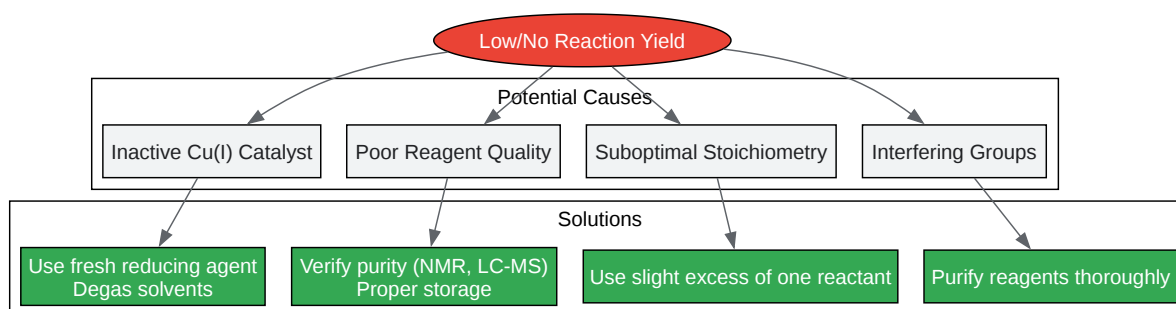 Low/No Reaction Yield
Potential Causes
Inactive Cu(I) Catalyst
Poor Reagent Quality
Suboptimal Stoichiometry
Interfering Groups
Solutions
Use fresh reducing agent
Degas solvents
Verify purity (NMR, LC-MS)
Proper storage
Use slight excess of one reactant
Purify reagents thoroughly